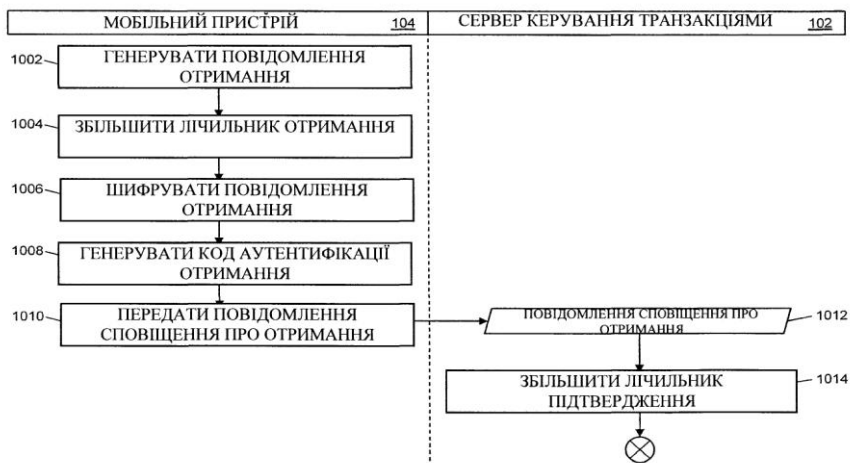 МОБІЛЬНИЙ ПРИСТРІЙ 104
СЕРВЕР КЕРУВАННЯ ТРАНЗАКЦІЯМИ 102
1002
ГЕНЕРУВАТИ ПОВІДОМЛЕННЯ
ОТРИМАННЯ
1004
ЗБІЛЬШИТИ ЛІЧИЛЬНИК ОТРИМАННЯ
1006
ШИФРУВАТИ ПОВІДОМЛЕННЯ
ОТРИМАННЯ
1008
ГЕНЕРУВАТИ КОД АУТЕНТИФІКАЦІЇ
ОТРИМАННЯ
1010
ПЕРЕДАТИ ПОВІДОМЛЕННЯ
СПОВІЩЕННЯ ПРО ОТРИМАННЯ
ПОВІДОМЛЕННЯ СПОВІЩЕННЯ ПРО
ОТРИМАННЯ
1012
ЗБІЛЬШИТИ ЛІЧИЛЬНИК
ПІДТВЕРДЖЕННЯ
1014